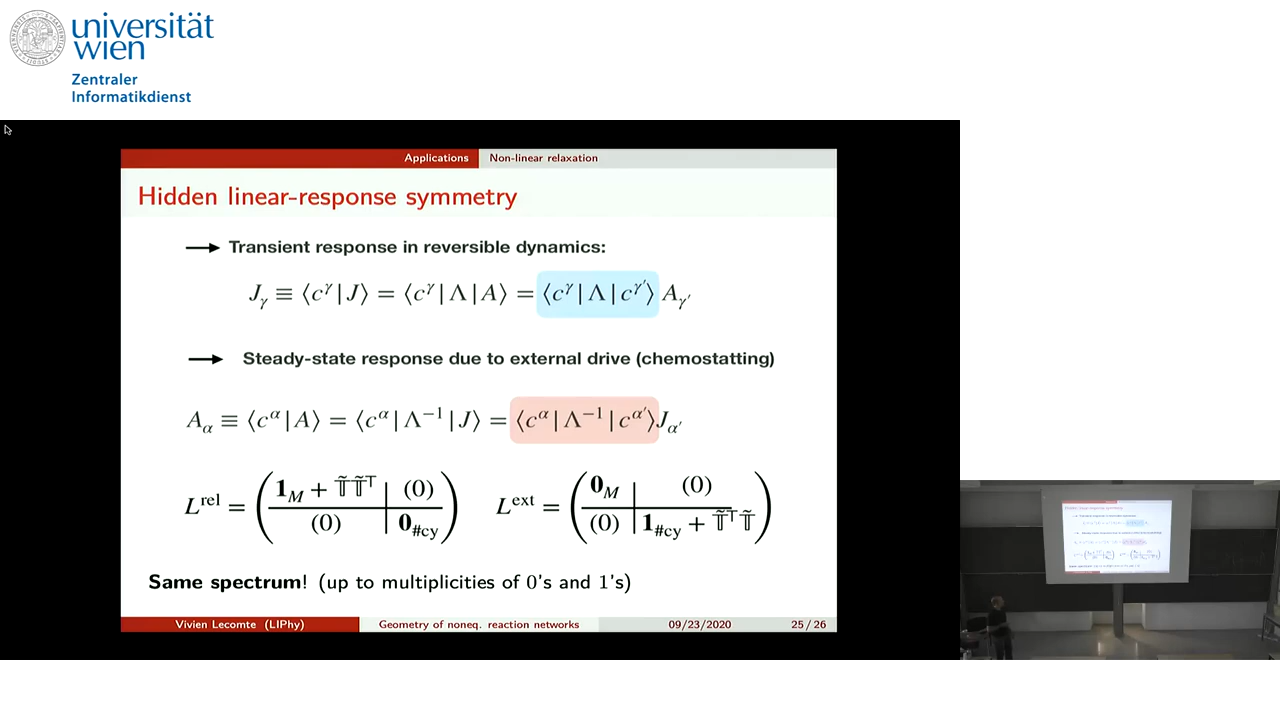 universität
wien
Zentraler
Informatikdienst
Applications Non-linear relaxation
Hidden linear-response symmetry
⟶ Transient response in reversible dynamics:
J_γ ≡ ⟨c^γ | J⟩ = ⟨c^γ | Λ | A⟩ = ⟨c^γ | Λ | c^γ'⟩ A_γ'
⟶ Steady-state response due to external drive (chemostatting)
A_α ≡ ⟨c^α | A⟩ = ⟨c^α | Λ^−1 | J⟩ = ⟨c^α | Λ^−1 | c^α'⟩ J_α'
L^rel = ( 1_M + 𝕋̃𝕋̃^⊤ | (0) ) L^ext = ( 0_M | (0) )
( (0) | 0_#cy ) ( (0) | 1_#cy + 𝕋̃^⊤𝕋̃ )
Same spectrum! (up to multiplicities of 0's and 1's)
Vivien Lecomte (LIPhy) Geometry of noneq. reaction networks 09/23/2020 25 / 26